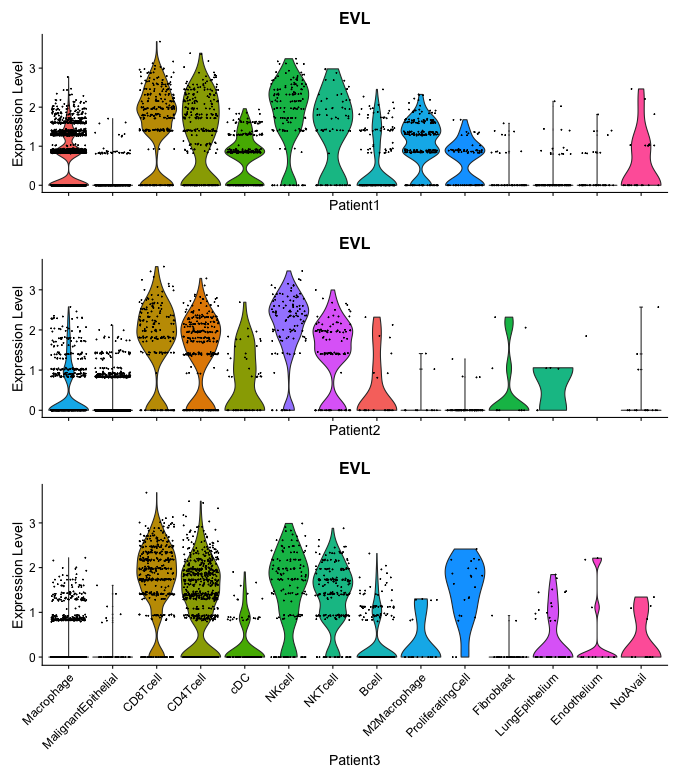 EVL
Expression Level
3
2
1
0
Patient1
EVL
Expression Level
3
2
1
0
Patient2
EVL
Expression Level
3
2
1
0
Macrophage
MalignantEpithelial
CD8Tcell
CD4Tcell
cDC
NKcell
NKTcell
Bcell
M2Macrophage
ProliferatingCell
Fibroblast
LungEpithelium
Endothelium
NotAvail
Patient3